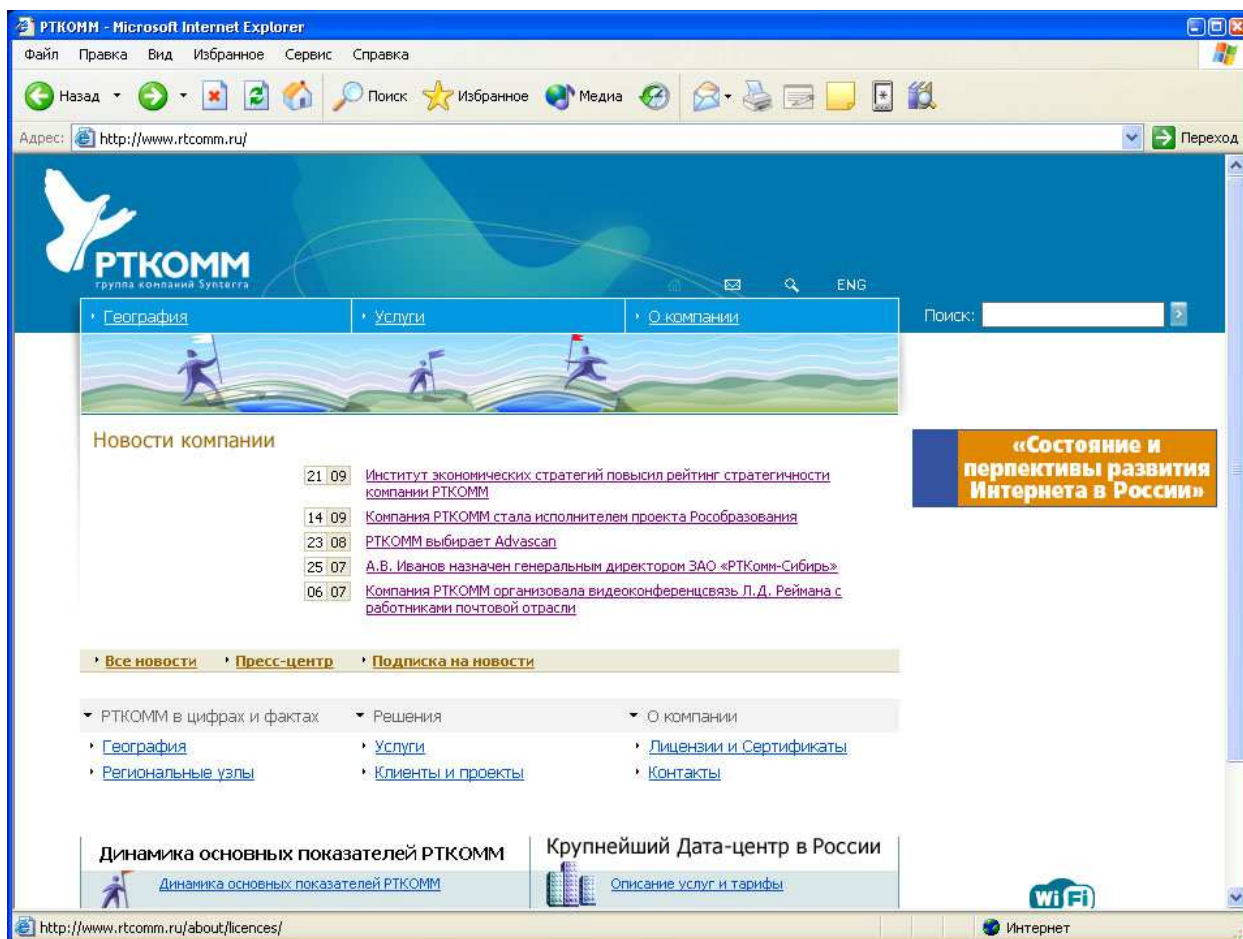 РТКОММ - Microsoft Internet Explorer
Файл Правка Вид Избранное Сервис Справка
Назад Поиск Избранное Медиа
Адрес: http://www.rtcomm.ru/ Переход
РТКОММ
группа компаний Synterra
ENG
География Услуги О компании Поиск:
Новости компании
«Состояние и
перпективы развития
Интернета в России»
21 09 Институт экономических стратегий повысил рейтинг стратегичности
компании РТКОММ
14 09 Компания РТКОММ стала исполнителем проекта Рособразования
23 08 РТКОММ выбирает Advascan
25 07 А.В. Иванов назначен генеральным директором ЗАО «РТКомм-Сибирь»
06 07 Компания РТКОММ организовала видеоконференцсвязь Л.Д. Реймана с
работниками почтовой отрасли
Все новости Пресс-центр Подписка на новости
РТКОММ в цифрах и фактах Решения О компании
География Услуги Лицензии и Сертификаты
Региональные узлы Клиенты и проекты Контакты
Динамика основных показателей РТКОММ Крупнейший Дата-центр в России
Динамика основных показателей РТКОММ Описание услуг и тарифы
Wi Fi
http://www.rtcomm.ru/about/licences/ Интернет